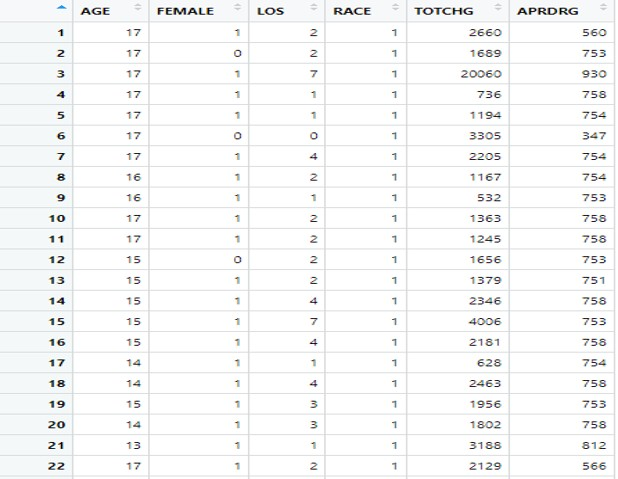 AGE FEMALE LOS RACE TOTCHG APRDRG
1 17 1 2 1 2660 560
2 17 0 2 1 1689 753
3 17 1 7 1 20060 930
4 17 1 1 1 736 758
5 17 1 1 1 1194 754
6 17 0 0 1 3305 347
7 17 1 4 1 2205 754
8 16 1 2 1 1167 754
9 16 1 1 1 532 753
10 17 1 2 1 1363 758
11 17 1 2 1 1245 758
12 15 0 2 1 1656 753
13 15 1 2 1 1379 751
14 15 1 4 1 2346 758
15 15 1 7 1 4006 753
16 15 1 4 1 2181 758
17 14 1 1 1 628 754
18 14 1 4 1 2463 758
19 15 1 3 1 1956 753
20 14 1 3 1 1802 758
21 13 1 1 1 3188 812
22 17 1 2 1 2129 566